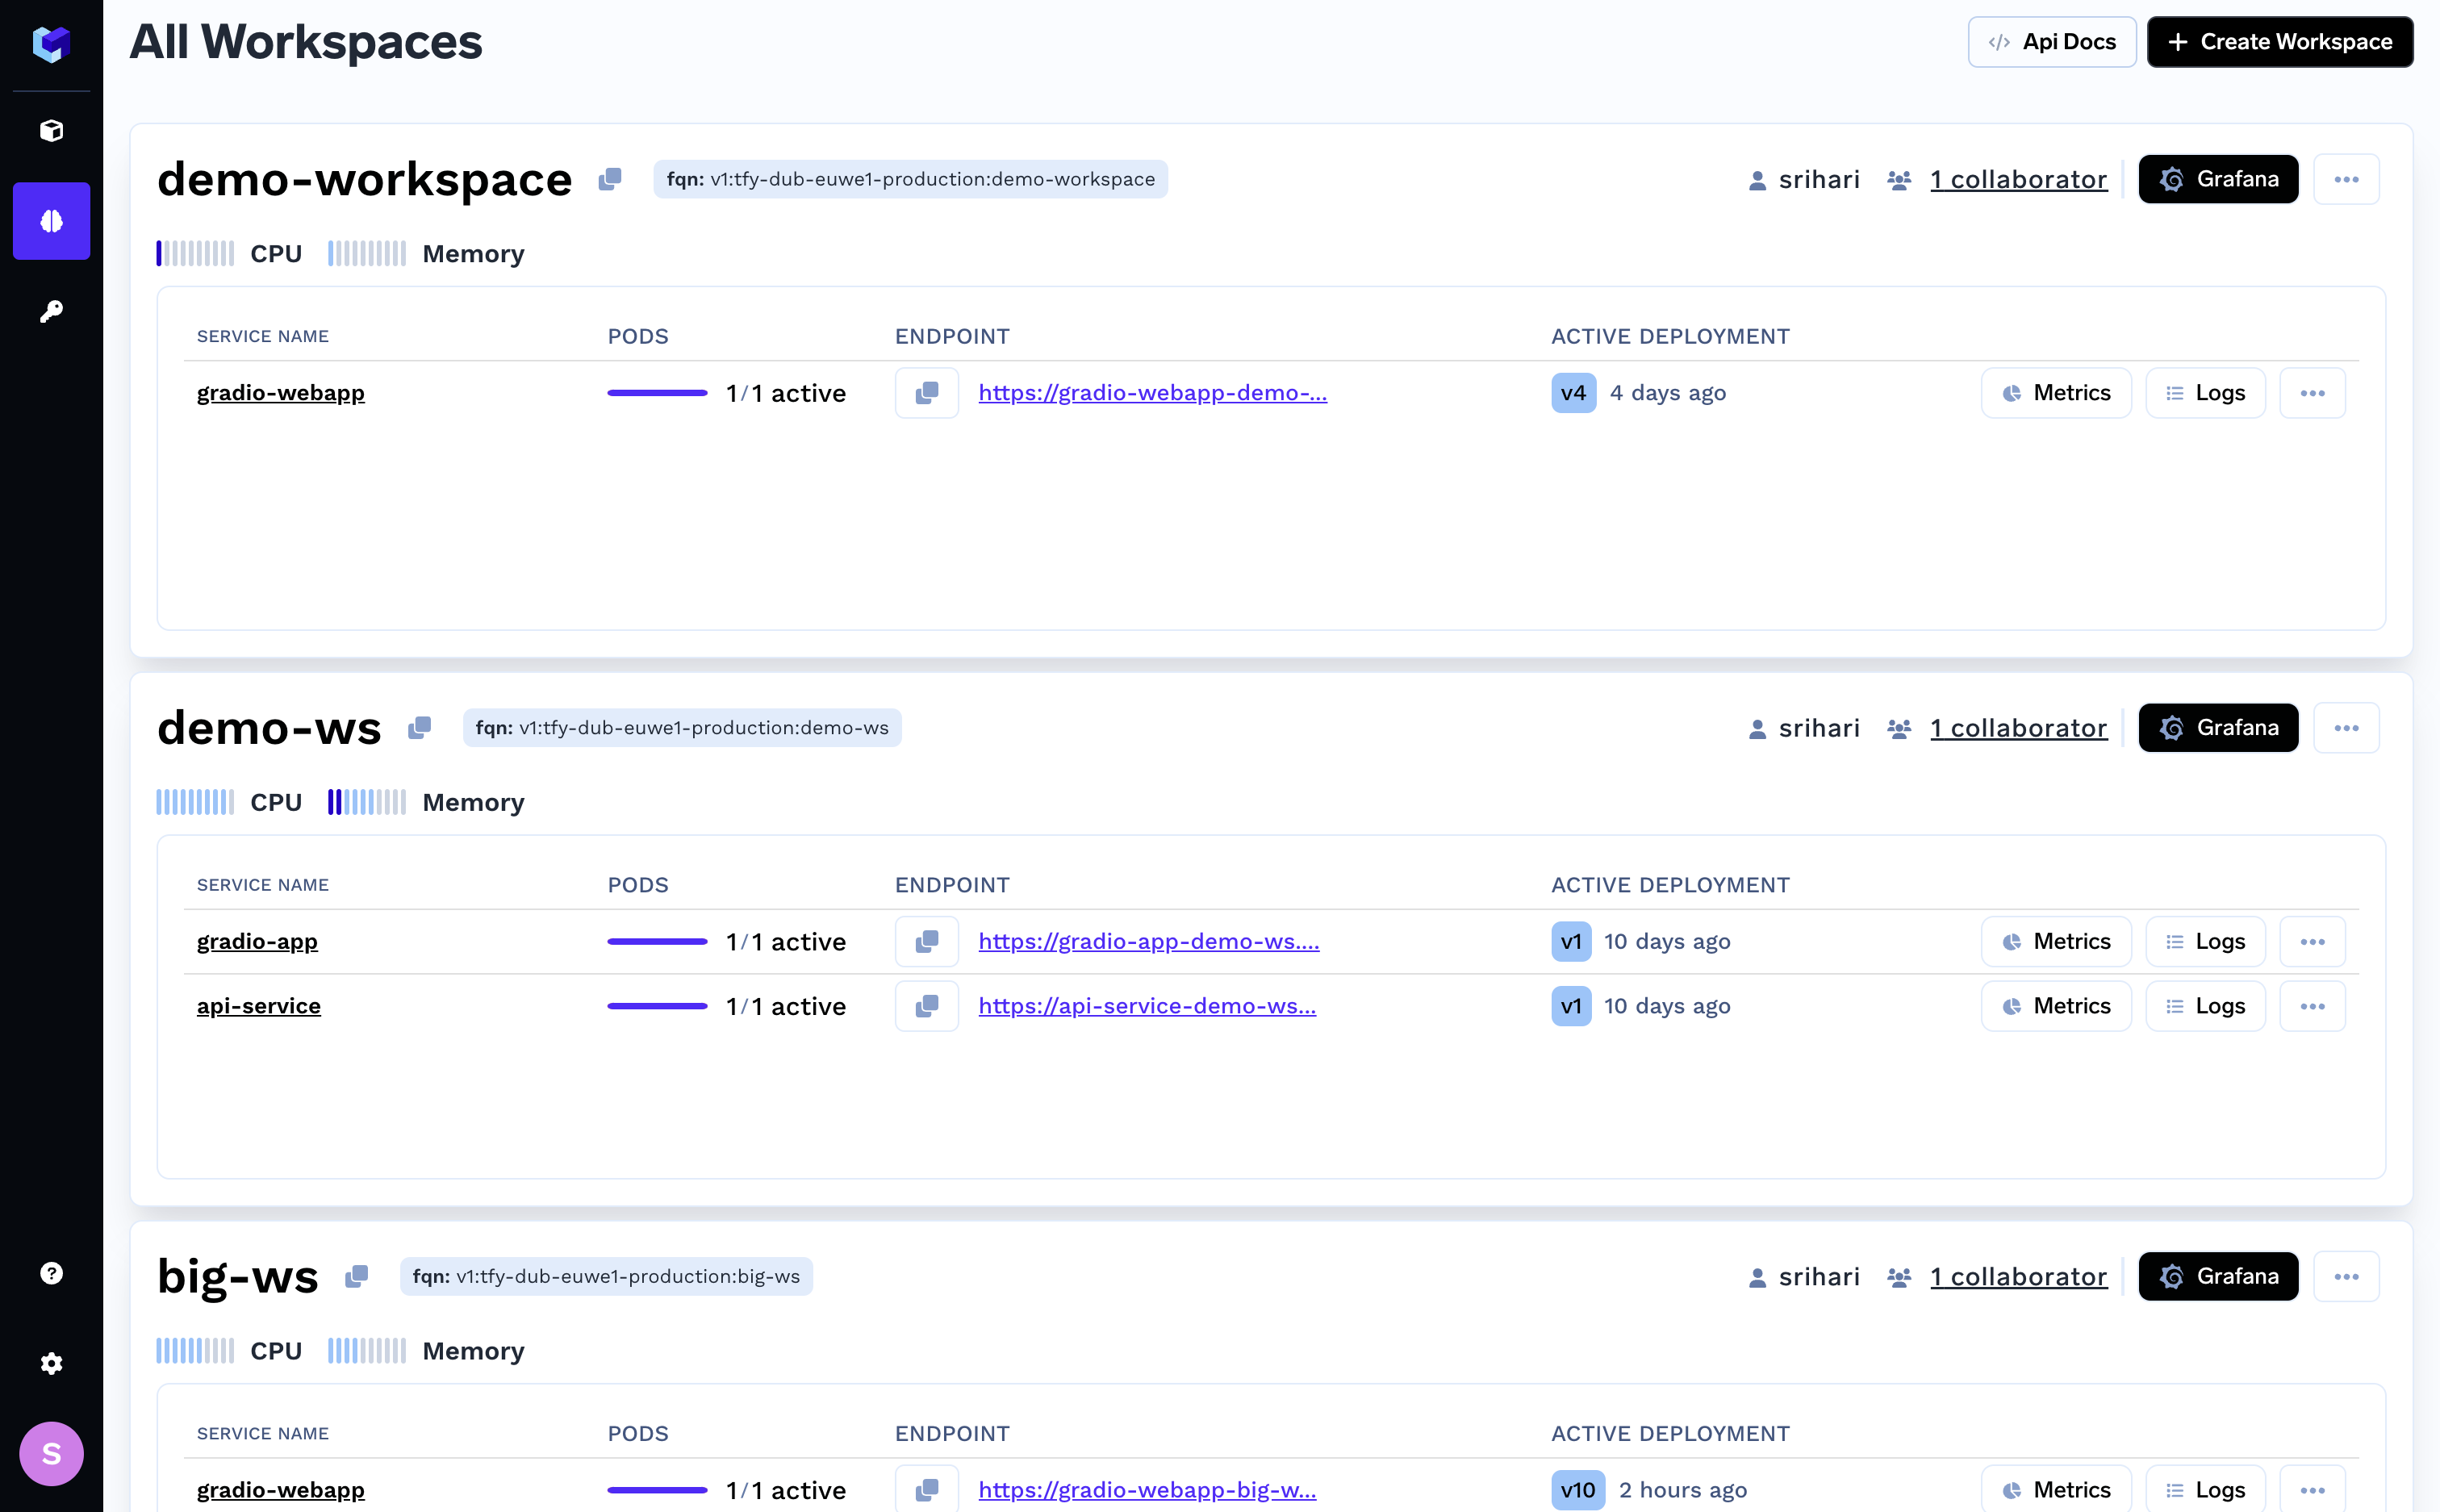 All Workspaces
Api Docs
Create Workspace
demo-workspace
fqn: v1:tfy-dub-euwe1-production:demo-workspace
srihari
1 collaborator
Grafana
CPU
Memory
SERVICE NAME PODS ENDPOINT ACTIVE DEPLOYMENT
gradio-webapp 1/1 active https://gradio-webapp-demo-... v4 4 days ago Metrics Logs
demo-ws
fqn: v1:tfy-dub-euwe1-production:demo-ws
srihari
1 collaborator
Grafana
CPU
Memory
SERVICE NAME PODS ENDPOINT ACTIVE DEPLOYMENT
gradio-app 1/1 active https://gradio-app-demo-ws.... v1 10 days ago Metrics Logs
api-service 1/1 active https://api-service-demo-ws... v1 10 days ago Metrics Logs
big-ws
fqn: v1:tfy-dub-euwe1-production:big-ws
srihari
1 collaborator
Grafana
CPU
Memory
SERVICE NAME PODS ENDPOINT ACTIVE DEPLOYMENT
gradio-webapp 1/1 active https://gradio-webapp-big-w... v10 2 hours ago Metrics Logs
S